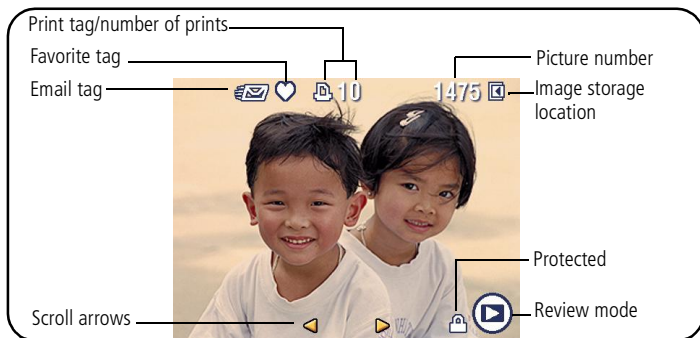 Print tag/number of prints
Favorite tag
Email tag
10
1475
Picture number
Image storage
location
Protected
Review mode
Scroll arrows